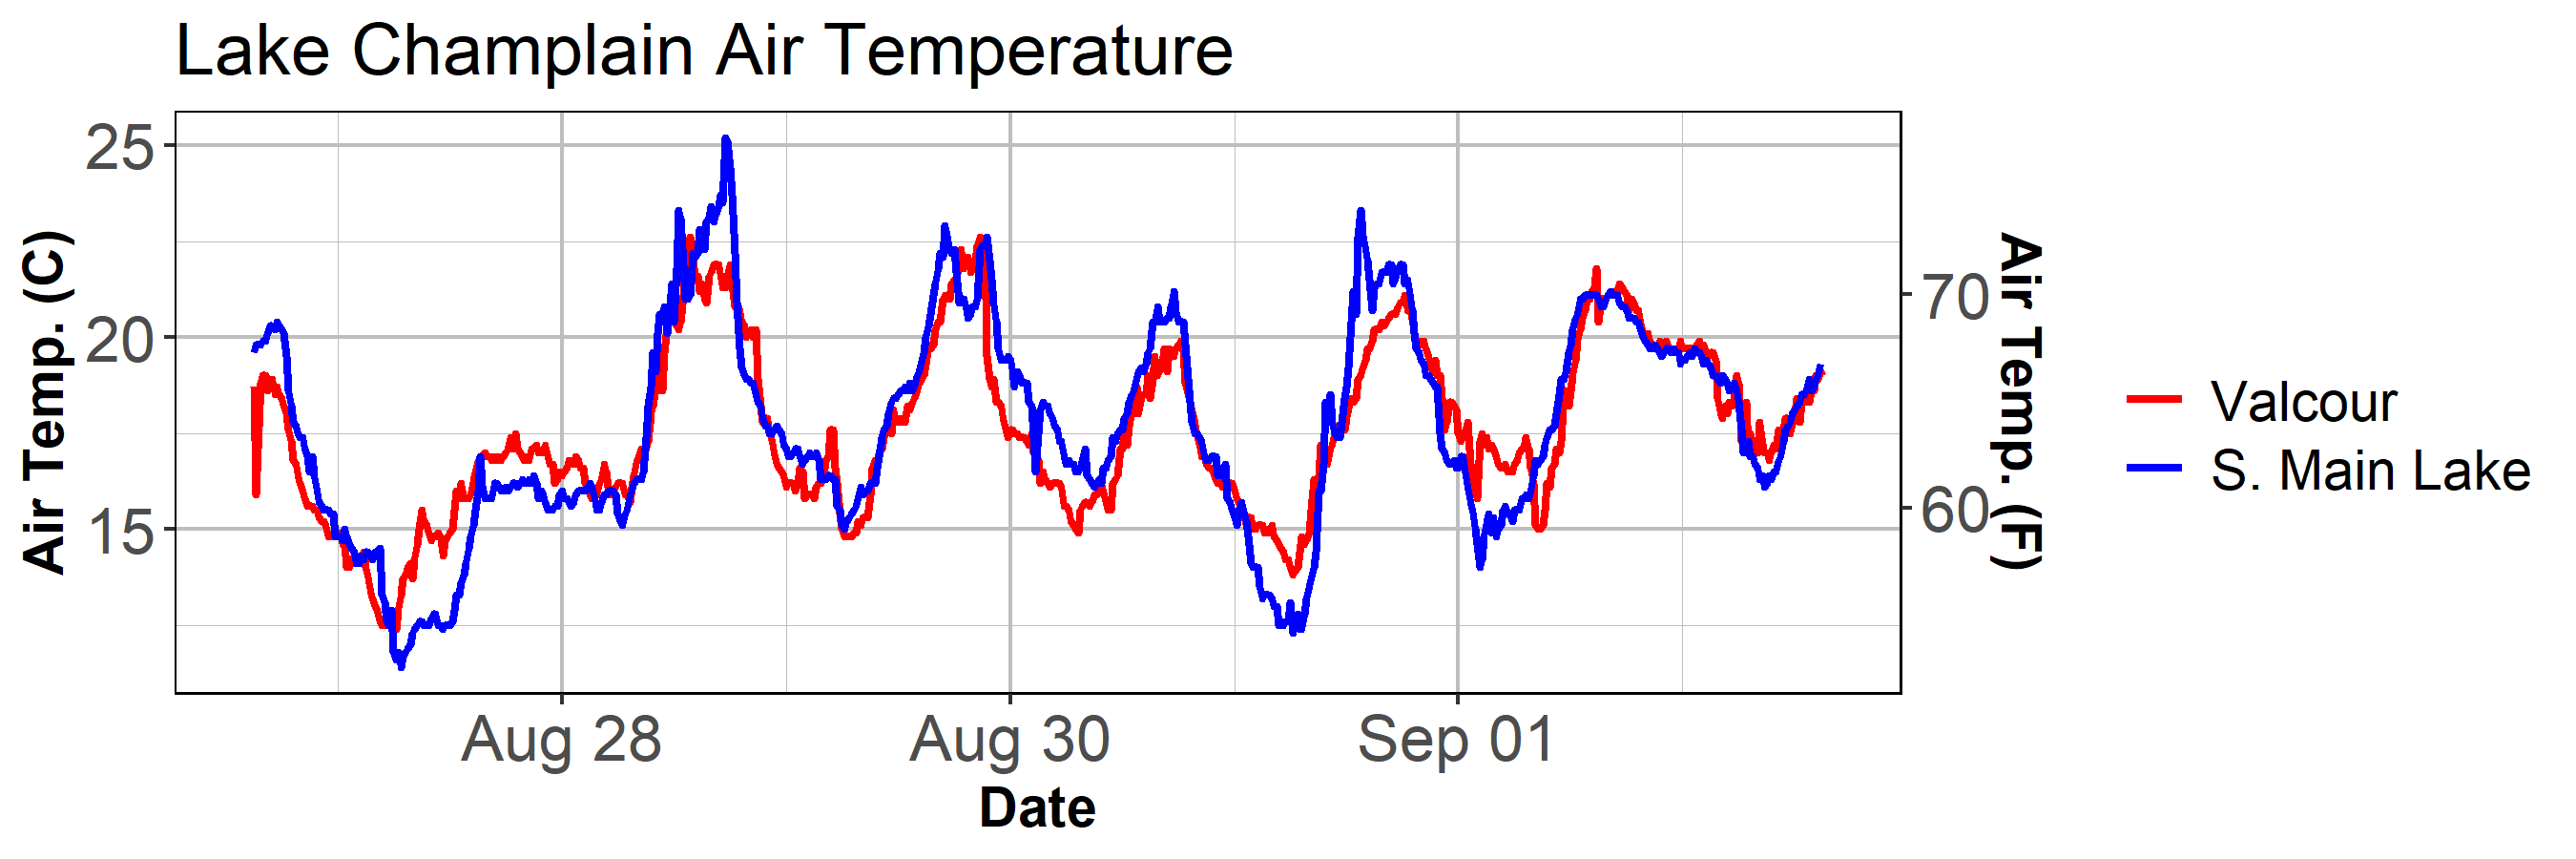 Lake Champlain Air Temperature
25
20
15
Air Temp. (C)
70
60
Air Temp. (F)
Aug 28
Aug 30
Sep 01
Date
Valcour
S. Main Lake